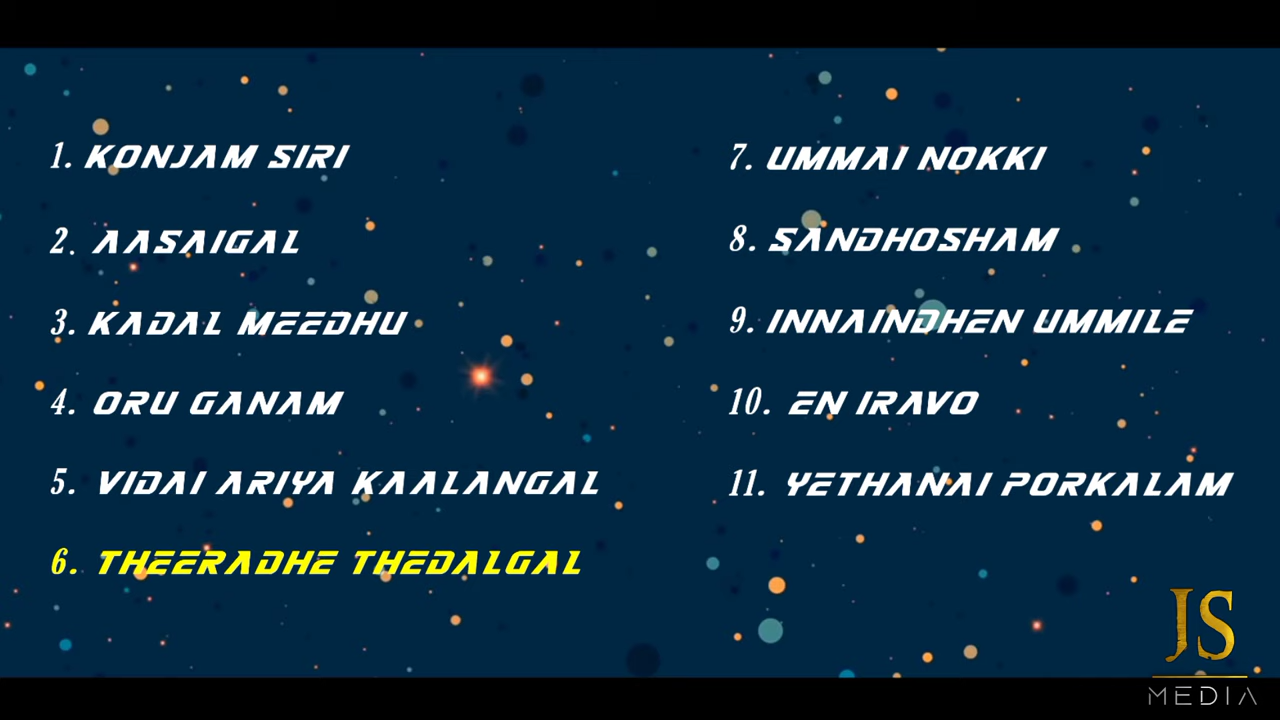 1. KONJAM SIRI
2. AASAIGAL
3. KADAL MEEDHU
4. ORU GANAM
5. VIDAI ARIYA KAALANGAL
6. THEERADHE THEDALGAL
7. UMMAI NOKKI
8. SANDHOSHAM
9. INNAINDHEN UMMILE
10. EN IRAVO
11. YETHANAI PORKALAM
JS
MEDIA